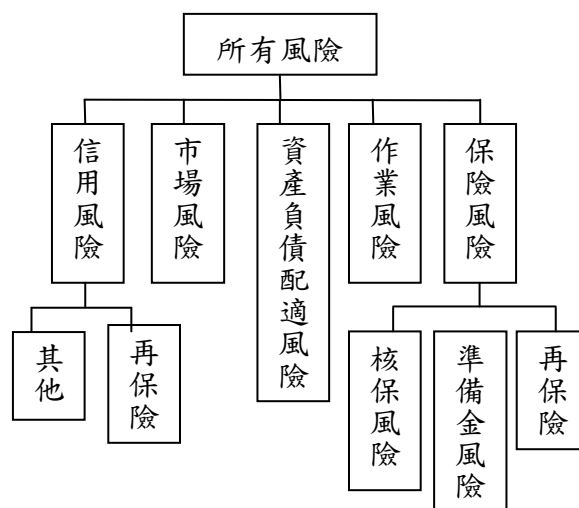 所有風險
信用風險
市場風險
資產負債配適風險
作業風險
保險風險
其他
再保險
核保風險
準備金風險
再保險